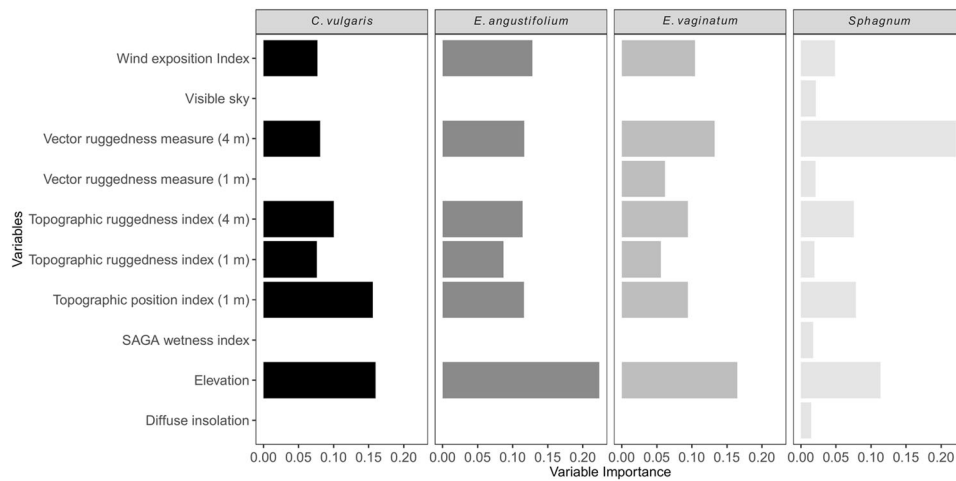 C. vulgaris
E. angustifolium
E. vaginatum
Sphagnum
Variables
Wind exposition Index
Visible sky
Vector ruggedness measure (4 m)
Vector ruggedness measure (1 m)
Topographic ruggedness index (4 m)
Topographic ruggedness index (1 m)
Topographic position index (1 m)
SAGA wetness index
Elevation
Diffuse insolation
0.00 0.05 0.10 0.15 0.20
0.00 0.05 0.10 0.15 0.20
0.00 0.05 0.10 0.15 0.20
0.00 0.05 0.10 0.15 0.20
Variable Importance